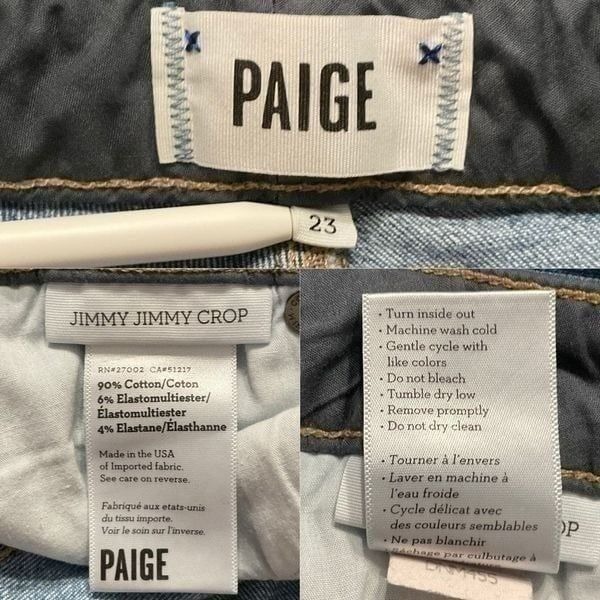 PAIGE
23
JIMMY JIMMY CROP
RN#27002 CA#51217
90% Cotton/Coton
6% Elastomultiester/
Élastomultiester
4% Elastane/Élasthanne
Made in the USA
of Imported fabric.
See care on reverse.
Fabriqué aux etats-unis
du tissu importe.
Voir le soin sur l'inverse.
PAIGE
• Turn inside out
• Machine wash cold
• Gentle cycle with
like colors
• Do not bleach
• Tumble dry low
• Remove promptly
• Do not dry clean
• Tourner à l'envers
• Laver en machine à
l'eau froide
• Cycle délicat avec
des couleurs semblables
• Ne pas blanchir
• Séchage par culbutage à
OP